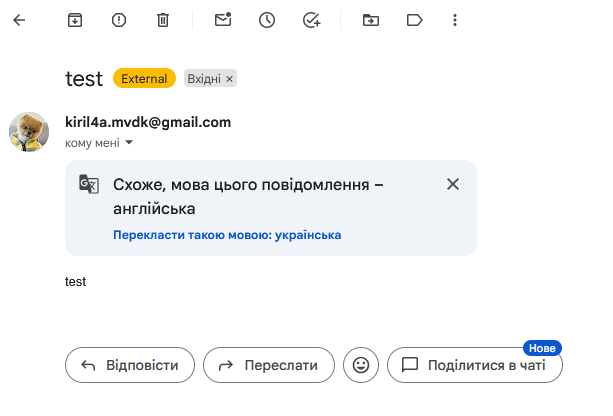 test External Вхідні ×
kiril4a.mvdk@gmail.com
кому мені
Схоже, мова цього повідомлення –
англійська
Перекласти такою мовою: українська
test
Нове
Відповісти Переслати Поділитися в чаті